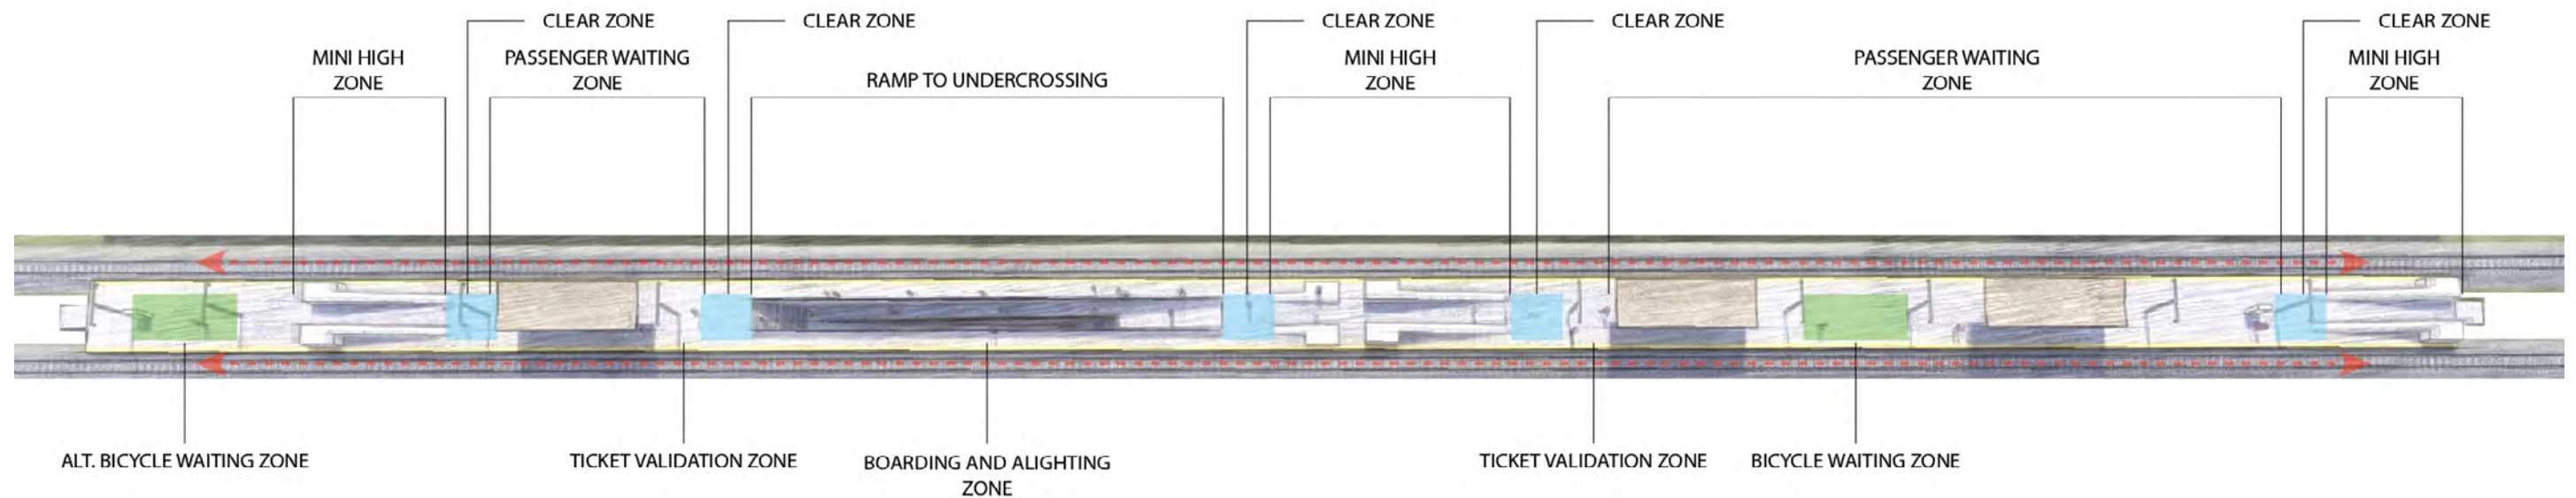 CLEAR ZONE
CLEAR ZONE
CLEAR ZONE
CLEAR ZONE
CLEAR ZONE
MINI HIGH
ZONE
PASSENGER WAITING
ZONE
RAMP TO UNDERCROSSING
MINI HIGH
ZONE
PASSENGER WAITING
ZONE
MINI HIGH
ZONE
ALT. BICYCLE WAITING ZONE
TICKET VALIDATION ZONE
BOARDING AND ALIGHTING
ZONE
TICKET VALIDATION ZONE
BICYCLE WAITING ZONE